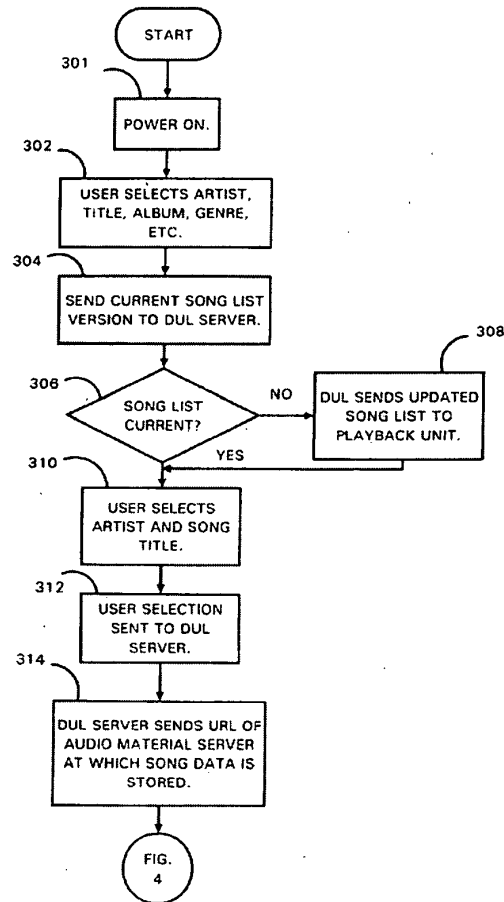 START
301
POWER ON.
302
USER SELECTS ARTIST,
TITLE, ALBUM, GENRE,
ETC.
304
SEND CURRENT SONG LIST
VERSION TO DUL SERVER.
306
SONG LIST
CURRENT?
NO
308
DUL SENDS UPDATED
SONG LIST TO
PLAYBACK UNIT.
YES
310
USER SELECTS
ARTIST AND SONG
TITLE.
312
USER SELECTION
SENT TO DUL
SERVER.
314
DUL SERVER SENDS URL OF
AUDIO MATERIAL SERVER
AT WHICH SONG DATA IS
STORED.
FIG.
4